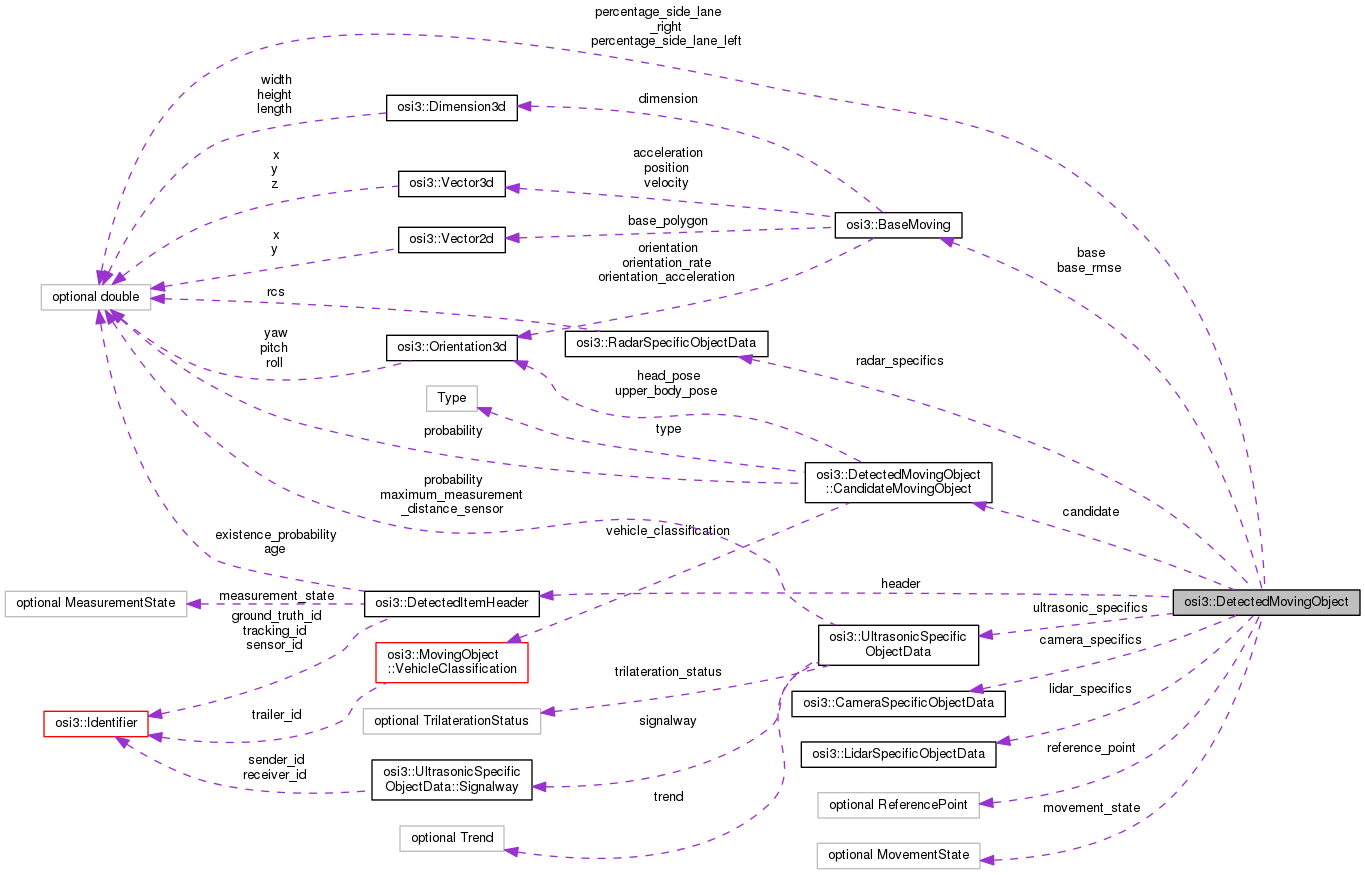 percentage_side_lane
_right
percentage_side_lane_left
width
height
length
osi3::Dimension3d
dimension
x
y
z
osi3::Vector3d
acceleration
position
velocity
osi3::BaseMoving
x
y
osi3::Vector2d
base_polygon
orientation
orientation_rate
orientation_acceleration
base
base_rmse
optional double
rcs
yaw
pitch
roll
osi3::Orientation3d
osi3::RadarSpecificObjectData
radar_specifics
head_pose
upper_body_pose
Type
type
probability
osi3::DetectedMovingObject
::CandidateMovingObject
probability
maximum_measurement
_distance_sensor
candidate
existence_probability
age
vehicle_classification
header
optional MeasurementState
measurement_state
osi3::DetectedItemHeader
osi3::DetectedMovingObject
ground_truth_id
tracking_id
sensor_id
ultrasonic_specifics
osi3::UltrasonicSpecific
ObjectData
camera_specifics
osi3::MovingObject
::VehicleClassification
trilateration_status
lidar_specifics
osi3::CameraSpecificObjectData
osi3::Identifier
trailer_id
optional TrilaterationStatus
signalway
osi3::LidarSpecificObjectData
reference_point
sender_id
receiver_id
osi3::UltrasonicSpecific
ObjectData::Signalway
trend
optional ReferencePoint
movement_state
optional Trend
optional MovementState